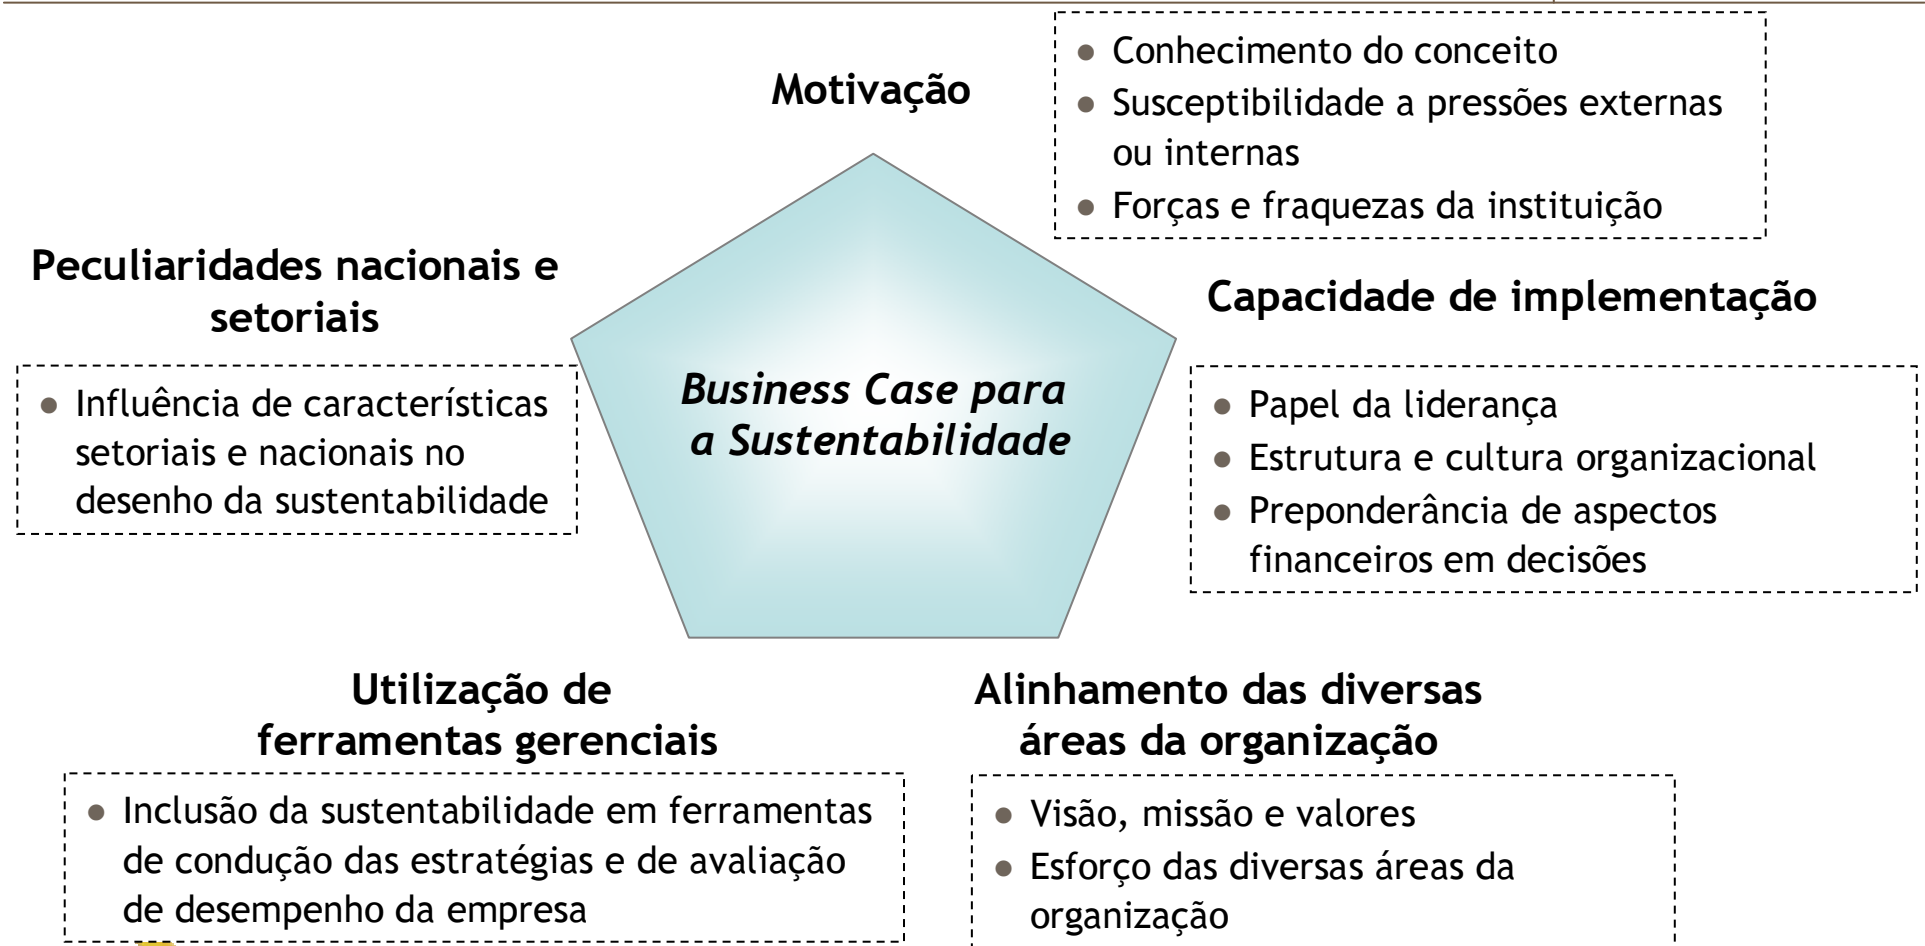 Motivação
● Conhecimento do conceito
● Susceptibilidade a pressões externas
ou internas
● Forças e fraquezas da instituição
Peculiaridades nacionais e
setoriais
● Influência de características
setoriais e nacionais no
desenho da sustentabilidade
Business Case para
a Sustentabilidade
Capacidade de implementação
● Papel da liderança
● Estrutura e cultura organizacional
● Preponderância de aspectos
financeiros em decisões
Utilização de
ferramentas gerenciais
● Inclusão da sustentabilidade em ferramentas
de condução das estratégias e de avaliação
de desempenho da empresa
Alinhamento das diversas
áreas da organização
● Visão, missão e valores
● Esforço das diversas áreas da
organização